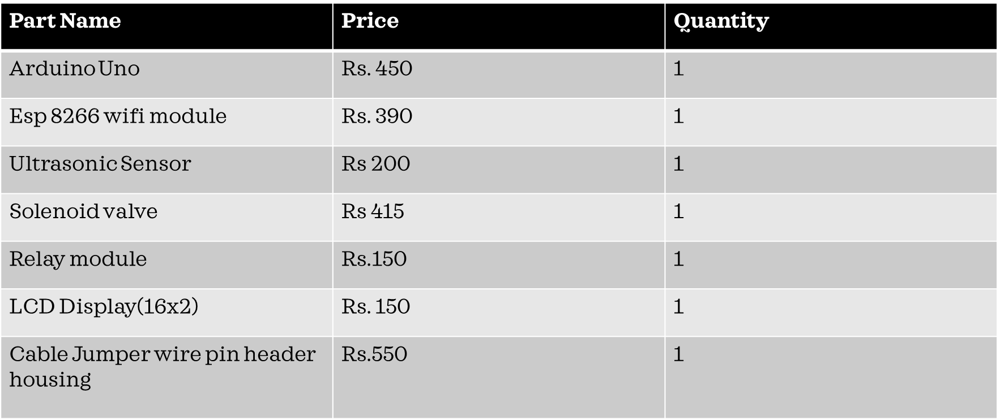 Part Name Price Quantity
Arduino Uno Rs. 450 1
Esp 8266 wifi module Rs. 390 1
Ultrasonic Sensor Rs 200 1
Solenoid valve Rs 415 1
Relay module Rs.150 1
LCD Display(16x2) Rs. 150 1
Cable Jumper wire pin header Rs.550 1
housing